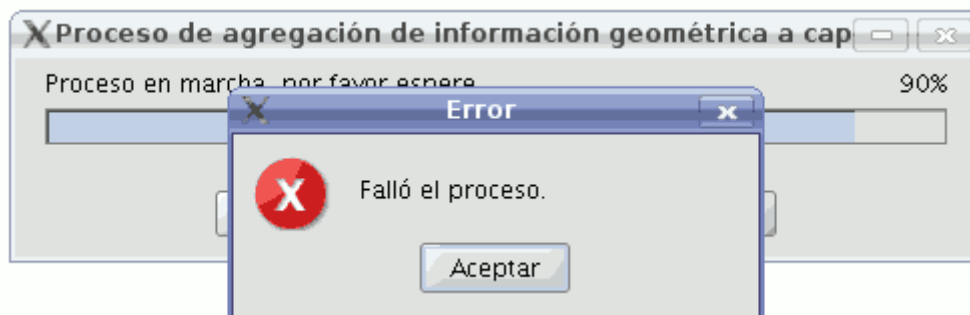 Proceso de agregación de información geométrica a cap
Proceso en marcha, por favor espere
90%
Error
Falló el proceso.
Aceptar